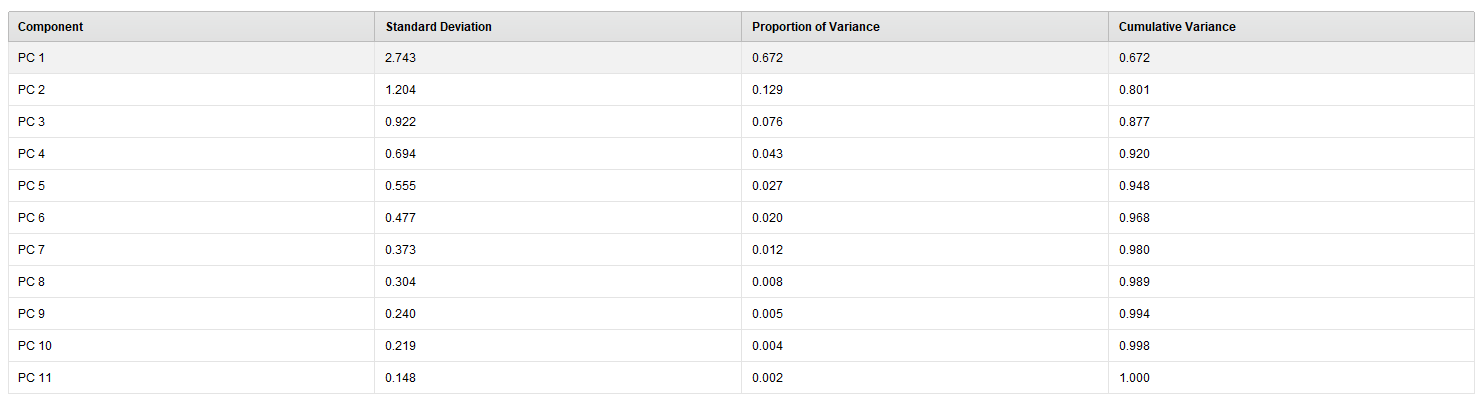 Component Standard Deviation Proportion of Variance Cumulative Variance
PC 1 2.743 0.672 0.672
PC 2 1.204 0.129 0.801
PC 3 0.922 0.076 0.877
PC 4 0.694 0.043 0.920
PC 5 0.555 0.027 0.948
PC 6 0.477 0.020 0.968
PC 7 0.373 0.012 0.980
PC 8 0.304 0.008 0.989
PC 9 0.240 0.005 0.994
PC 10 0.219 0.004 0.998
PC 11 0.148 0.002 1.000